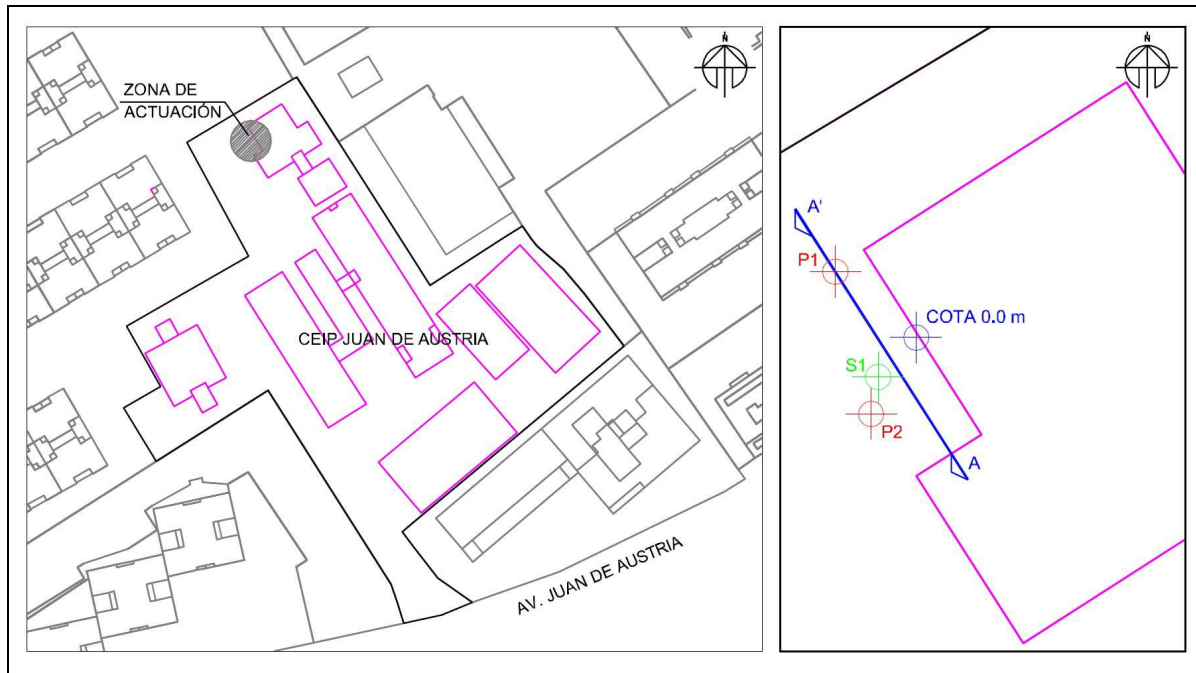 ZONA DE
ACTUACIÓN
N
CEIP JUAN DE AUSTRIA
AV. JUAN DE AUSTRIA
N
A'
P1
COTA 0.0 m
S1
P2
A